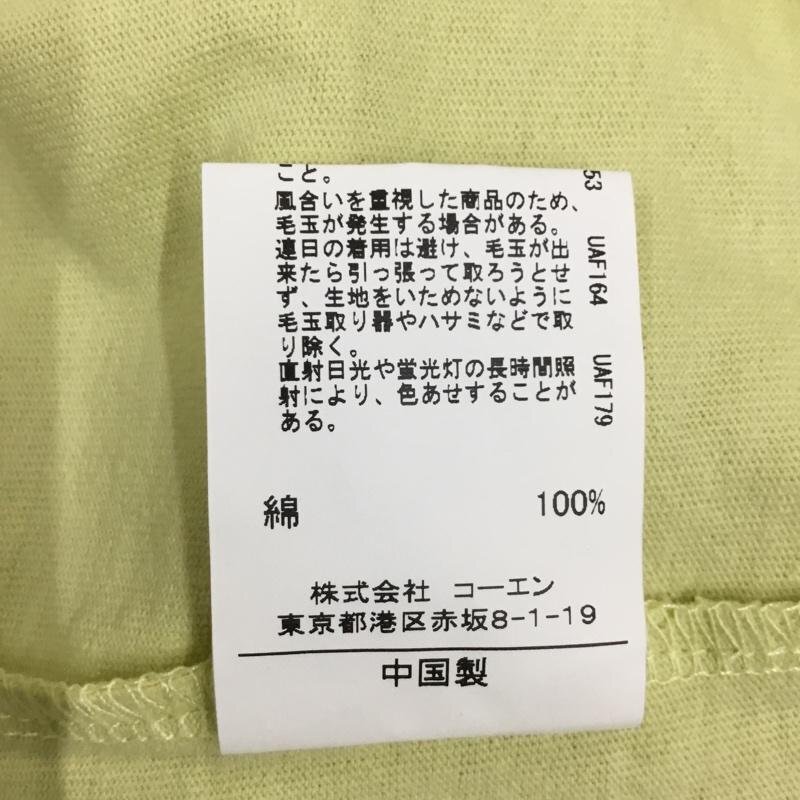 こと。
風合いを重視した商品のため、
毛玉が発生する場合がある。
連日の着用は避け、毛玉が出
来たら引っ張って取ろうとせ
ず、生地をいためないように
毛玉取り器やハサミなどで取
り除く。
直射日光や蛍光灯の長時間照
射により、色あせすることが
ある。
53 UAF164 UAF179
綿 100%
株式会社 コーエン
東京都港区赤坂8-1-19
中国製